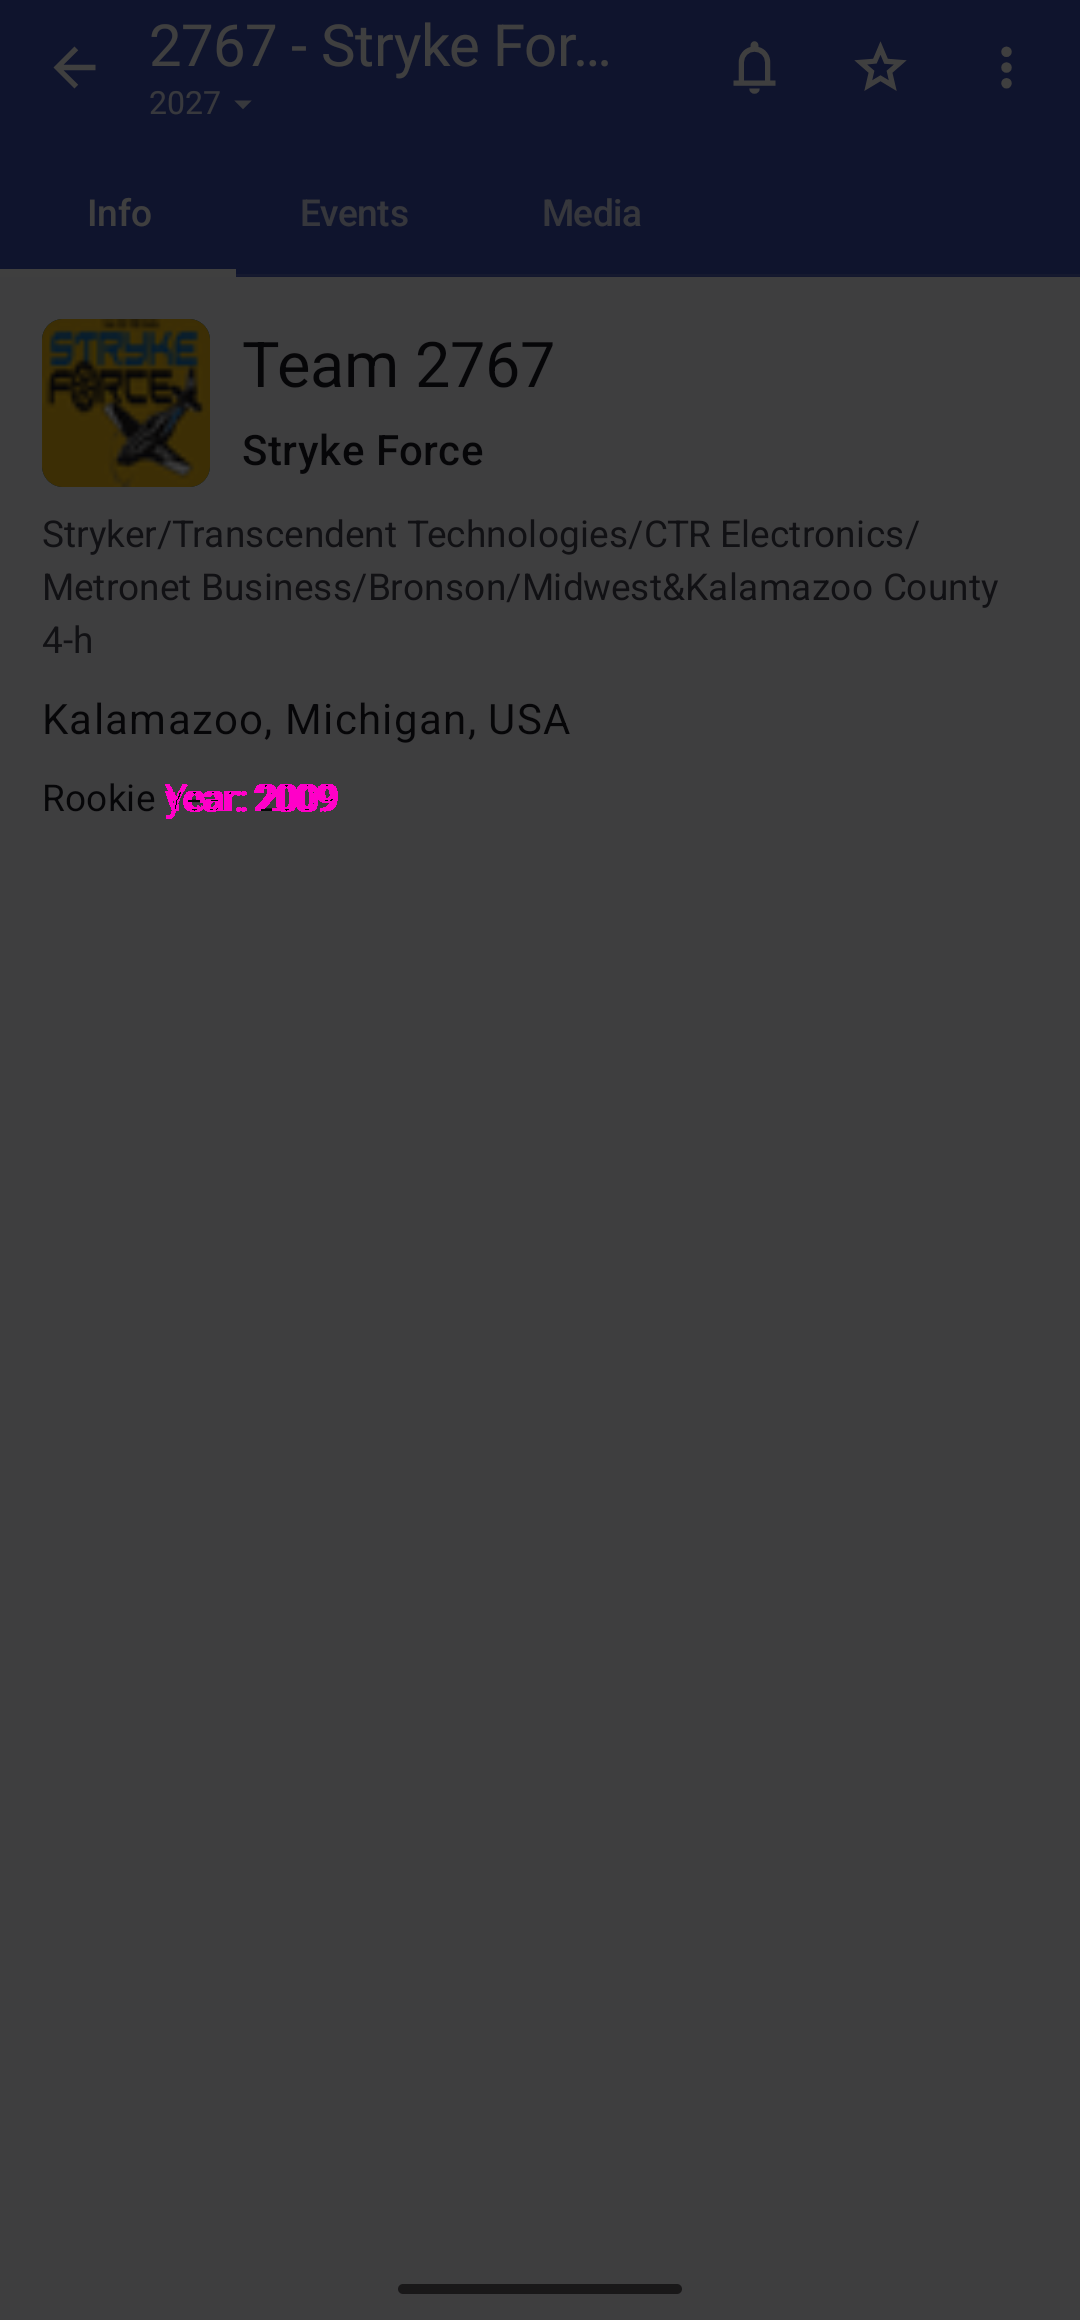 2767 - Stryke For...
2027
Info Events Media
STRYKE
FORCE
Team 2767
Stryke Force
Stryker/Transcendent Technologies/CTR Electronics/
Metronet Business/Bronson/Midwest&Kalamazoo County
4-h
Kalamazoo, Michigan, USA
Rookie Year: 2009